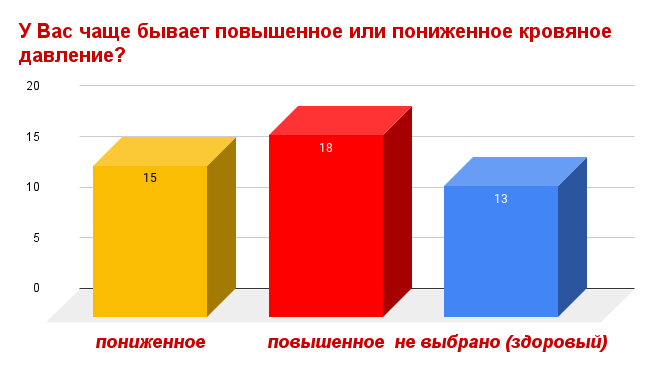 У Вас чаще бывает повышенное или пониженное кровяное
давление?
20
15
10
5
0
15
18
13
пониженное
повышенное
не выбрано (здоровый)